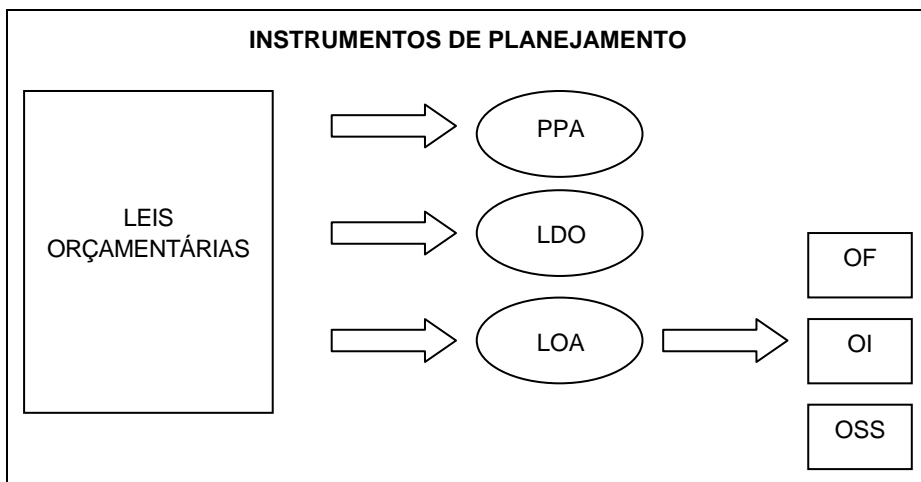 INSTRUMENTOS DE PLANEJAMENTO
LEIS
ORÇAMENTÁRIAS
PPA
LDO
LOA
OF
OI
OSS